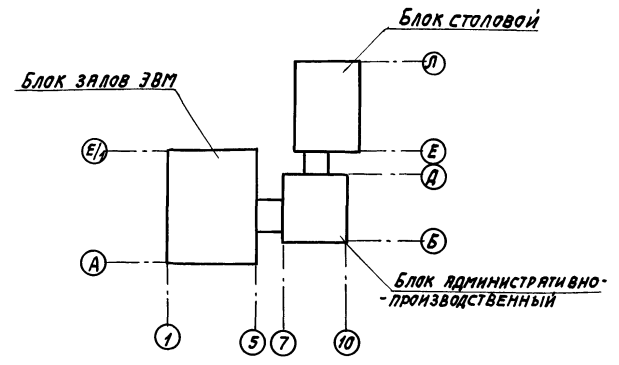 Блок столовой
Л
Блок залов ЭВМ
Е/1
Е
Д
А
Б
Блок административно-
-производственный
1
5
7
10